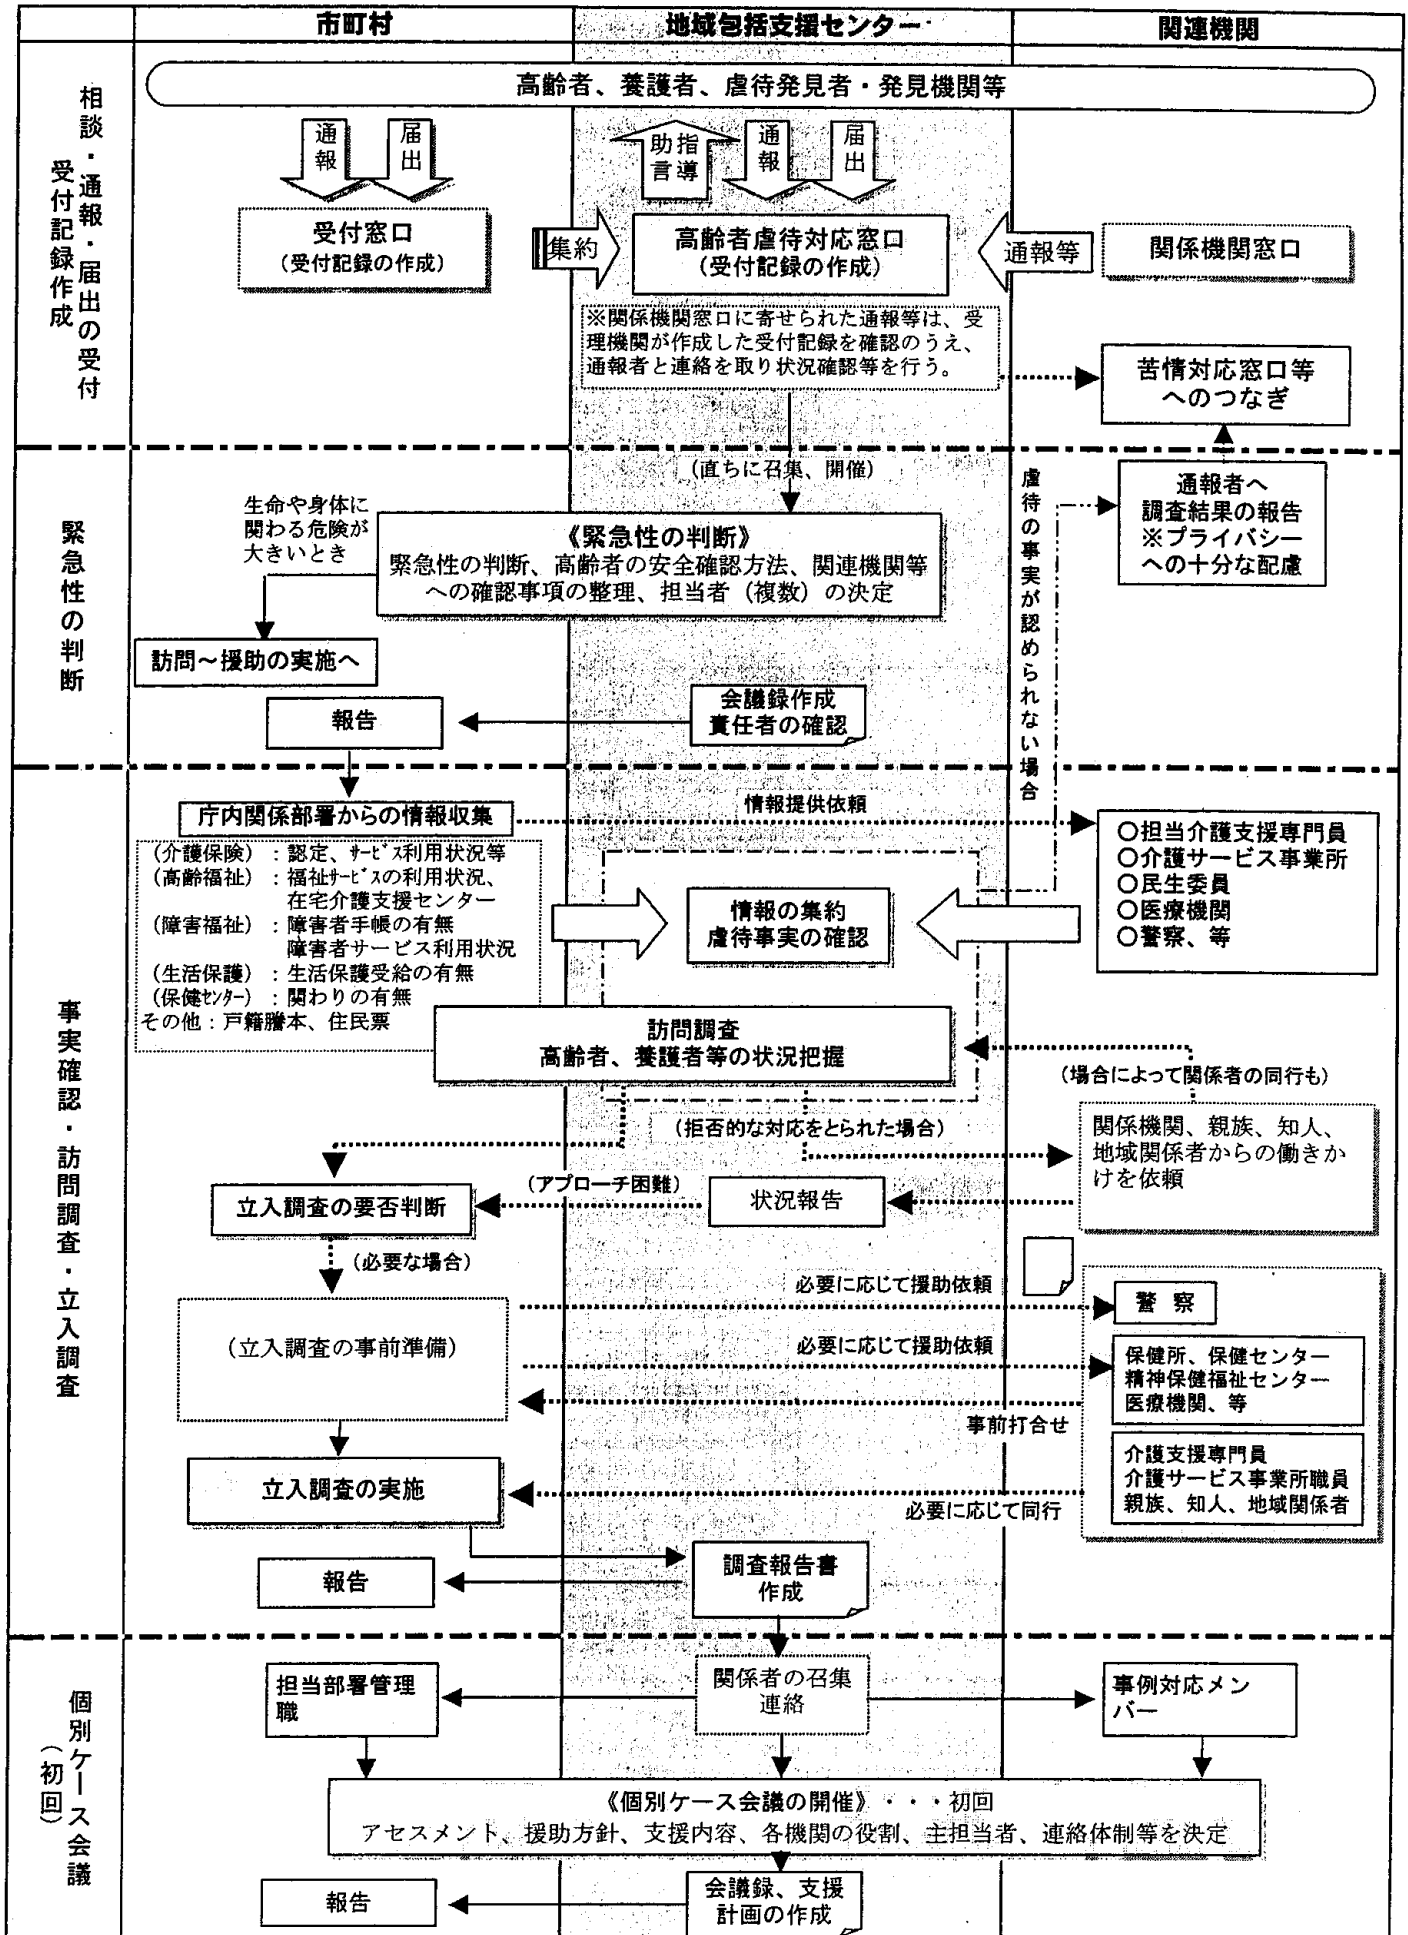 市町村
地域包括支援センター
関連機関
相談・通報・届出の受付
受付記録作成
高齢者、養護者、虐待発見者・発見機関等
通報
届出
助言
指導
通報
届出
受付窓口
(受付記録の作成)
集約
高齢者虐待対応窓口
(受付記録の作成)
通報等
関係機関窓口
※関係機関窓口に寄せられた通報等は、受
理機関が作成した受付記録を確認のうえ、
通報者と連絡を取り状況確認等を行う。
苦情対応窓口等
へのつなぎ
緊急性の判断
(直ちに召集、開催)
生命や身体に
関わる危険が
大きいとき
《緊急性の判断》
緊急性の判断、高齢者の安全確認方法、関連機関等
への確認事項の整理、担当者(複数)の決定
虐待の事実が認められない場合
通報者へ
調査結果の報告
※プライバシー
への十分な配慮
訪問~援助の実施へ
報告
会議録作成
責任者の確認
事実確認・訪問調査・立入調査
庁内関係部署からの情報収集
情報提供依頼
(介護保険):認定、サービス利用状況等
(高齢福祉):福祉サービスの利用状況、
在宅介護支援センター
(障害福祉):障害者手帳の有無
障害者サービス利用状況
(生活保護):生活保護受給の有無
(保健センター):関わりの有無
その他:戸籍謄本、住民票
情報の集約
虐待事実の確認
○担当介護支援専門員
○介護サービス事業所
○民生委員
○医療機関
○警察、等
訪問調査
高齢者、養護者等の状況把握
(場合によって関係者の同行も)
(拒否的な対応をとられた場合)
関係機関、親族、知人、
地域関係者からの働きか
けを依頼
(アプローチ困難)
立入調査の要否判断
状況報告
(必要な場合)
必要に応じて援助依頼
警 察
(立入調査の事前準備)
必要に応じて援助依頼
保健所、保健センター
精神保健福祉センター
医療機関、等
事前打合せ
介護支援専門員
介護サービス事業所職員
親族、知人、地域関係者
立入調査の実施
必要に応じて同行
調査報告書
作成
報告
個別ケース会議
(初回)
担当部署管理
職
関係者の召集
連絡
事例対応メン
バー
《個別ケース会議の開催》・・・初回
アセスメント、援助方針、支援内容、各機関の役割、主担当者、連絡体制等を決定
報告
会議録、支援
計画の作成